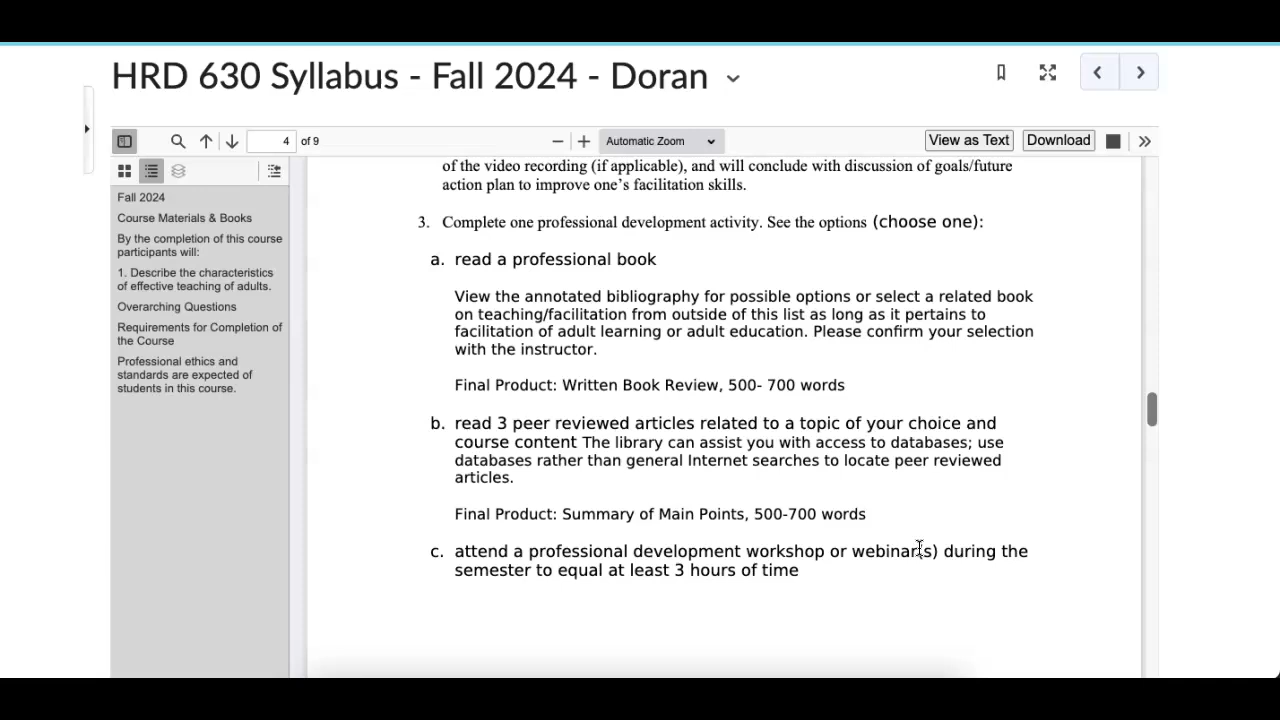 HRD 630 Syllabus - Fall 2024 - Doran
4 of 9
Automatic Zoom
View as Text
Download
Fall 2024
Course Materials & Books
By the completion of this course
participants will:
1. Describe the characteristics
of effective teaching of adults.
Overarching Questions
Requirements for Completion of
the Course
Professional ethics and
standards are expected of
students in this course.
of the video recording (if applicable), and will conclude with discussion of goals/future
action plan to improve one's facilitation skills.
3. Complete one professional development activity. See the options (choose one):
a. read a professional book
View the annotated bibliography for possible options or select a related book
on teaching/facilitation from outside of this list as long as it pertains to
facilitation of adult learning or adult education. Please confirm your selection
with the instructor.
Final Product: Written Book Review, 500- 700 words
b. read 3 peer reviewed articles related to a topic of your choice and
course content The library can assist you with access to databases; use
databases rather than general Internet searches to locate peer reviewed
articles.
Final Product: Summary of Main Points, 500-700 words
c. attend a professional development workshop or webinar(s) during the
semester to equal at least 3 hours of time